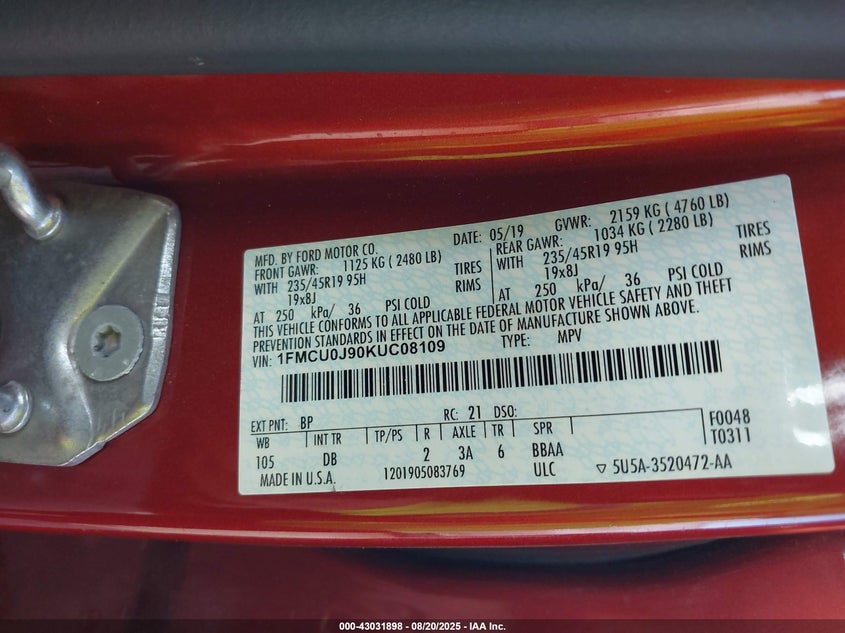 MFD. BY FORD MOTOR CO. DATE: 05/19 GVWR: 2159 KG ( 4760 LB)
FRONT GAWR: 1125 KG ( 2480 LB) REAR GAWR: 1034 KG ( 2280 LB)
WITH 235/45R19 95H TIRES WITH 235/45R19 95H TIRES
19x8J RIMS 19x8J RIMS
AT 250 kPa/ 36 PSI COLD AT 250 kPa/ 36 PSI COLD
THIS VEHICLE CONFORMS TO ALL APPLICABLE FEDERAL MOTOR VEHICLE SAFETY AND THEFT
PREVENTION STANDARDS IN EFFECT ON THE DATE OF MANUFACTURE SHOWN ABOVE.
VIN: 1FMCU0J90KUC08109 TYPE: MPV
EXT PNT: BP RC: 21 DSO:
WB INT TR TP/PS R AXLE TR SPR F0048
105 DB 2 3A 6 BBAA T0311
MADE IN U.S.A. 1201905083769 ULC ▽ 5U5A-3520472-AA
000-43031898 - 08/20/2025 - IAA Inc.